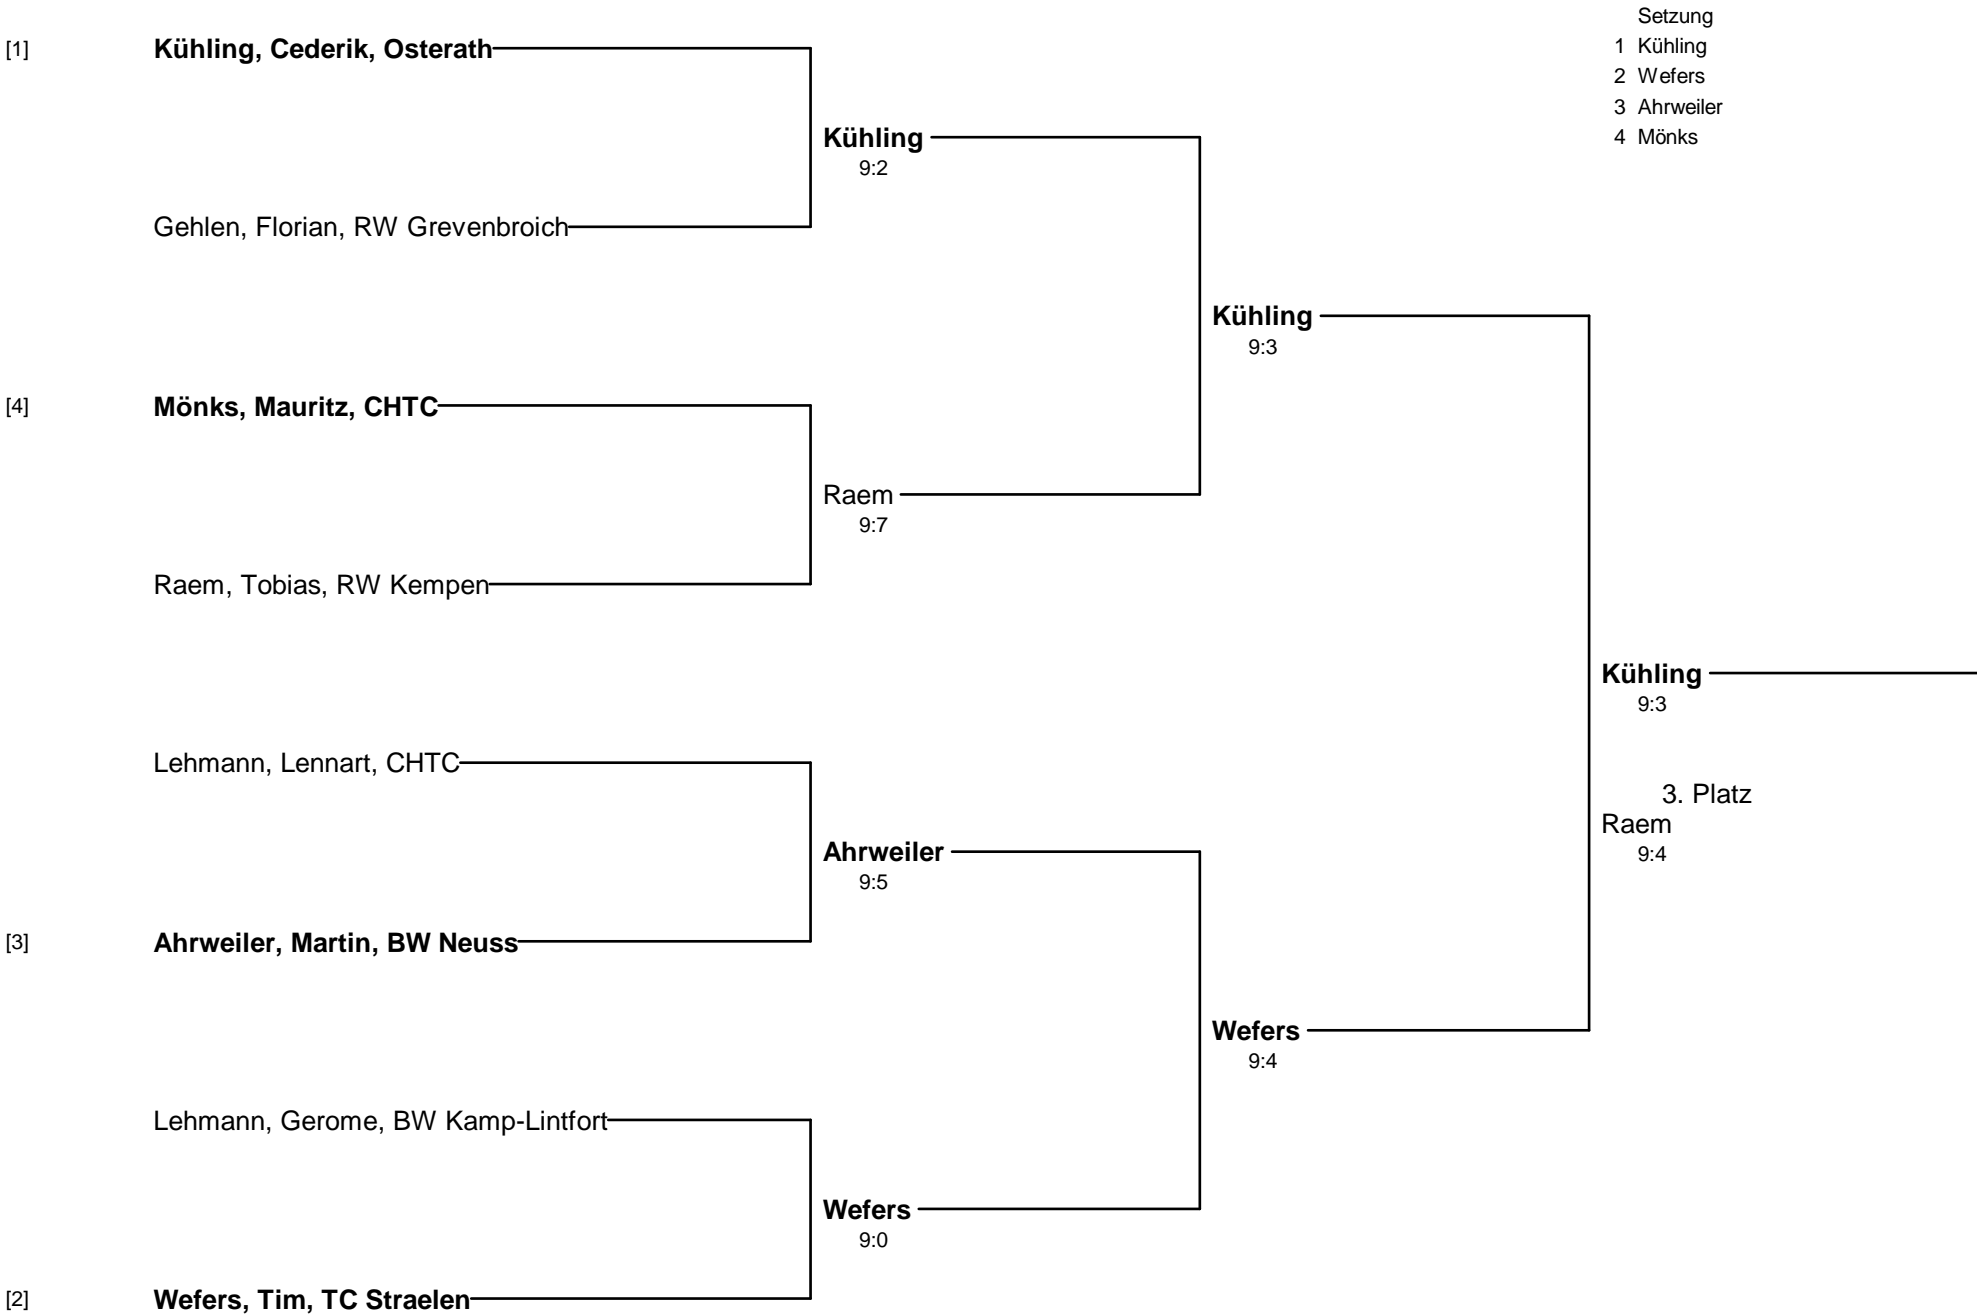 Setzung
[1] Kühling, Cederik, Osterath
1 Kühling
2 Wefers
3 Ahrweiler
4 Mönks
Kühling
9:2
Gehlen, Florian, RW Grevenbroich
Kühling
9:3
[4] Mönks, Mauritz, CHTC
Raem
9:7
Raem, Tobias, RW Kempen
Kühling
9:3
Lehmann, Lennart, CHTC
3. Platz
Raem
9:4
Ahrweiler
9:5
[3] Ahrweiler, Martin, BW Neuss
Wefers
9:4
Lehmann, Gerome, BW Kamp-Lintfort
Wefers
9:0
[2] Wefers, Tim, TC Straelen